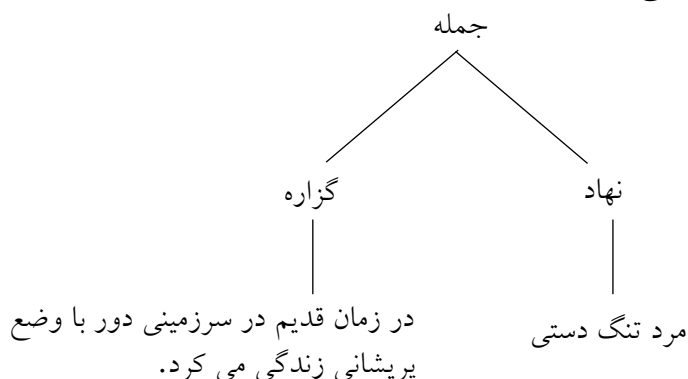 جمله
نهاد
گزاره
مرد تنگ دستی
در زمان قدیم در سرزمینی دور با وضع
پریشانی زندگی می کرد.